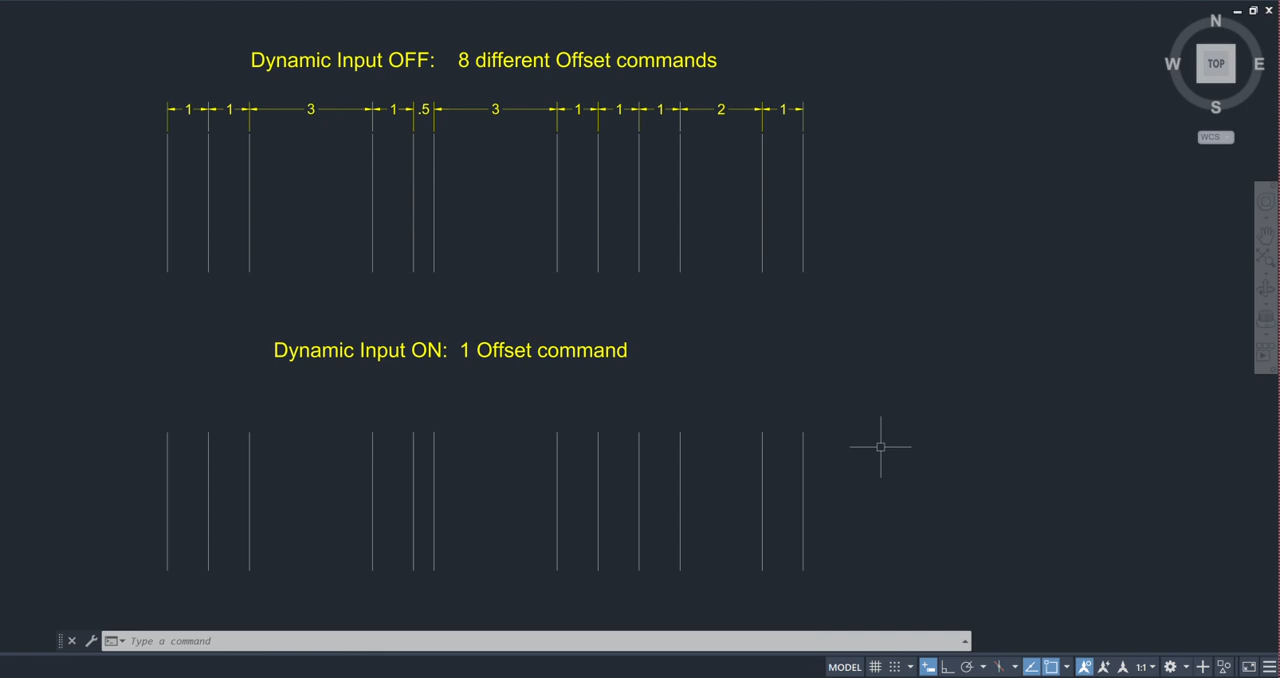 N
W TOP E
S
WCS
Dynamic Input OFF: 8 different Offset commands
1 1 3 1 .5 3 1 1 1 2 1
Dynamic Input ON: 1 Offset command
Type a command
MODEL 1:1